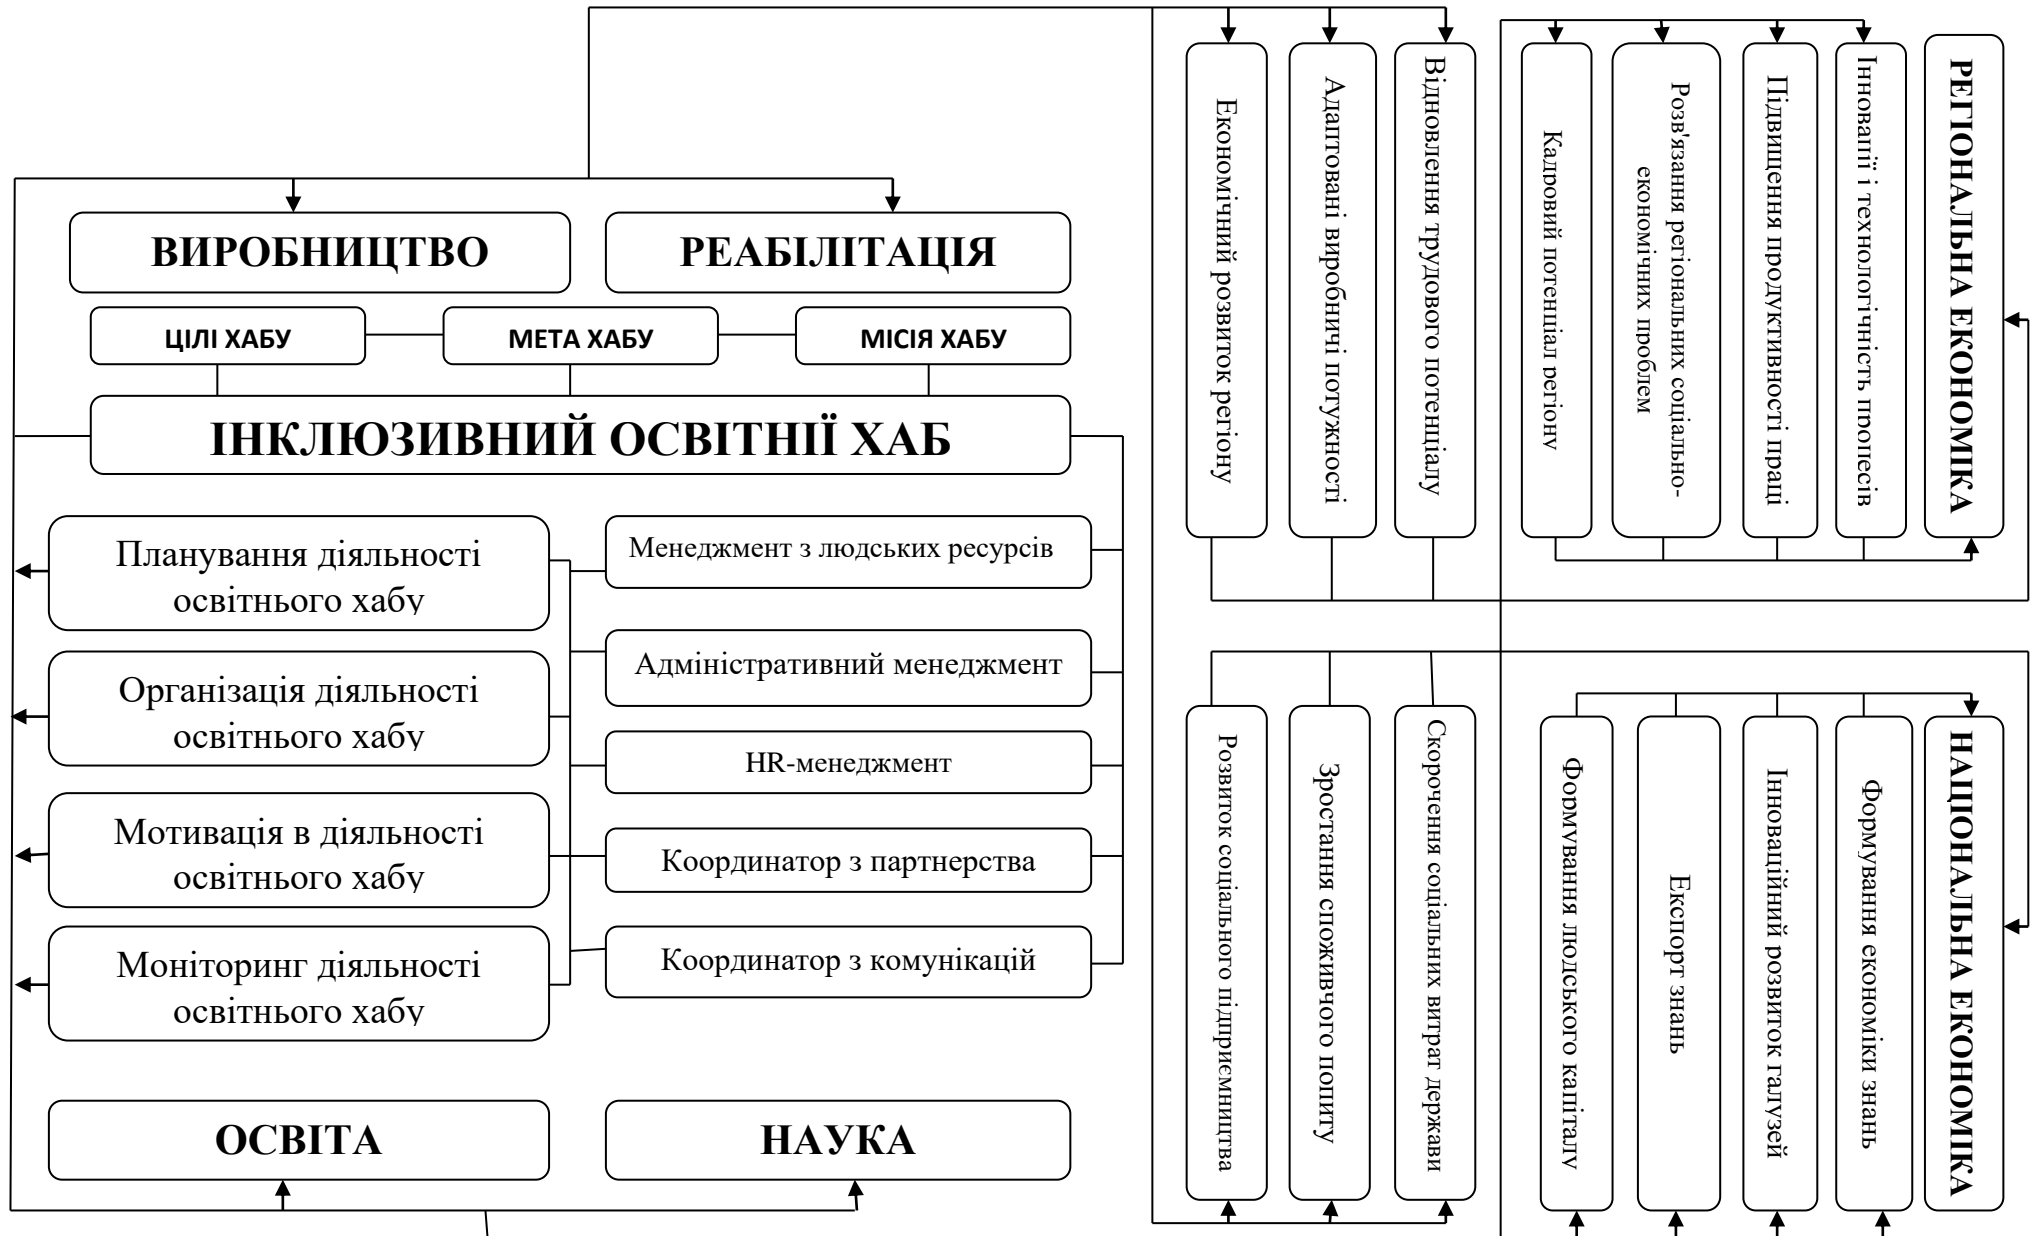 ВИРОБНИЦТВО
РЕАБІЛІТАЦІЯ
ЦІЛІ ХАБУ
МЕТА ХАБУ
МІСІЯ ХАБУ
ІНКЛЮЗИВНИЙ ОСВІТНІЇ ХАБ
Планування діяльності
освітнього хабу
Організація діяльності
освітнього хабу
Мотивація в діяльності
освітнього хабу
Моніторинг діяльності
освітнього хабу
Менеджмент з людських ресурсів
Адміністративний менеджмент
HR-менеджмент
Координатор з партнерства
Координатор з комунікацій
ОСВІТА
НАУКА
Економічний розвиток регіону
Адаптовані виробничі потужності
Відновлення трудового потенціалу
Кадровий потенціал регіону
Розв'язання регіональних соціально-
економічних проблем
Підвищення продуктивності праці
Інновації і технологічність процесів
РЕГІОНАЛЬНА ЕКОНОМІКА
Розвиток соціального підприємництва
Зростання споживчого попиту
Скорочення соціальних витрат держави
Формування людського капіталу
Експорт знань
Інноваційний розвиток галузей
Формування економіки знань
НАЦІОНАЛЬНА ЕКОНОМІКА